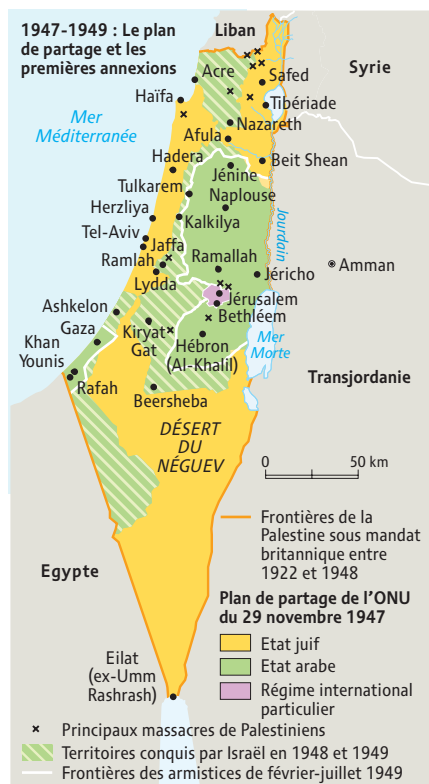 1947-1949 : Le plan
de partage et les
premières annexions
Liban
Syrie
Acre
Safed
Haïfa
Tibériade
Mer
Méditerranée
Nazareth
Afula
Hadera
Beit Shean
Jénine
Tulkarem
Naplouse
Herzliya
Kalkilya
Tel-Aviv
Jourdain
Jaffa
Ramallah
Ramlah
Jéricho
Amman
Lydda
Jérusalem
Ashkelon
Bethléem
Gaza
Kiryat
Gat
Mer
Morte
Khan
Younis
Hébron
(Al-Khalil)
Transjordanie
Rafah
Beersheba
DÉSERT
DU
NÉGUEV
0 50 km
Frontières de la
Palestine sous mandat
britannique entre
1922 et 1948
Egypte
Plan de partage de l'ONU
du 29 novembre 1947
Etat juif
Etat arabe
Régime international
particulier
Eilat
(ex-Umm
Rashrash)
Principaux massacres de Palestiniens
Territoires conquis par Israël en 1948 et 1949
Frontières des armistices de février-juillet 1949